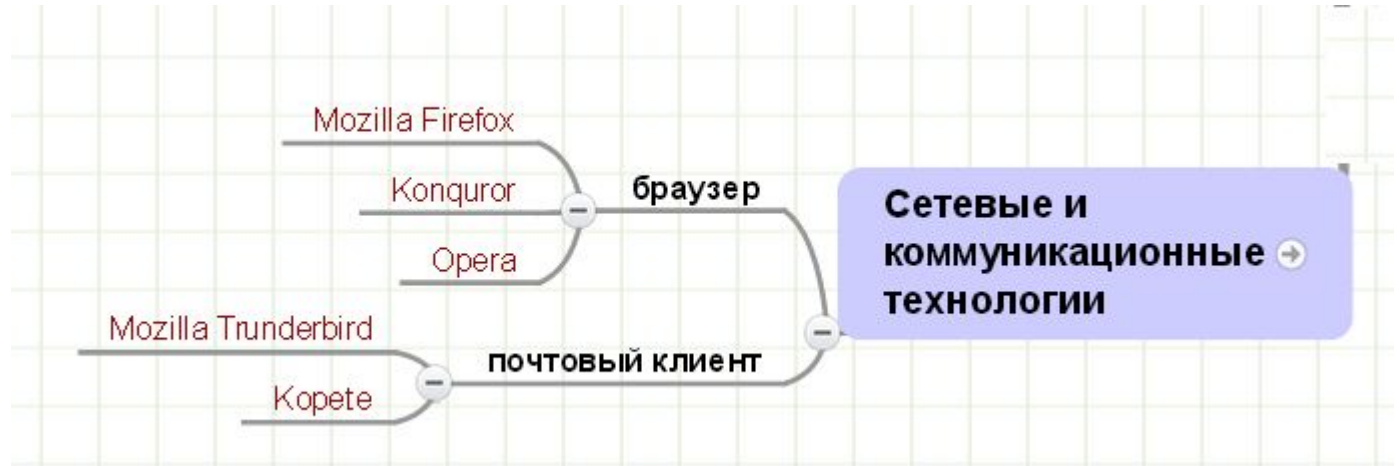 Mozilla Firefox
Konquror
Opera
браузер
Mozilla Trunderbird
Kopete
почтовый клиент
Сетевые и
коммуникационные
технологии